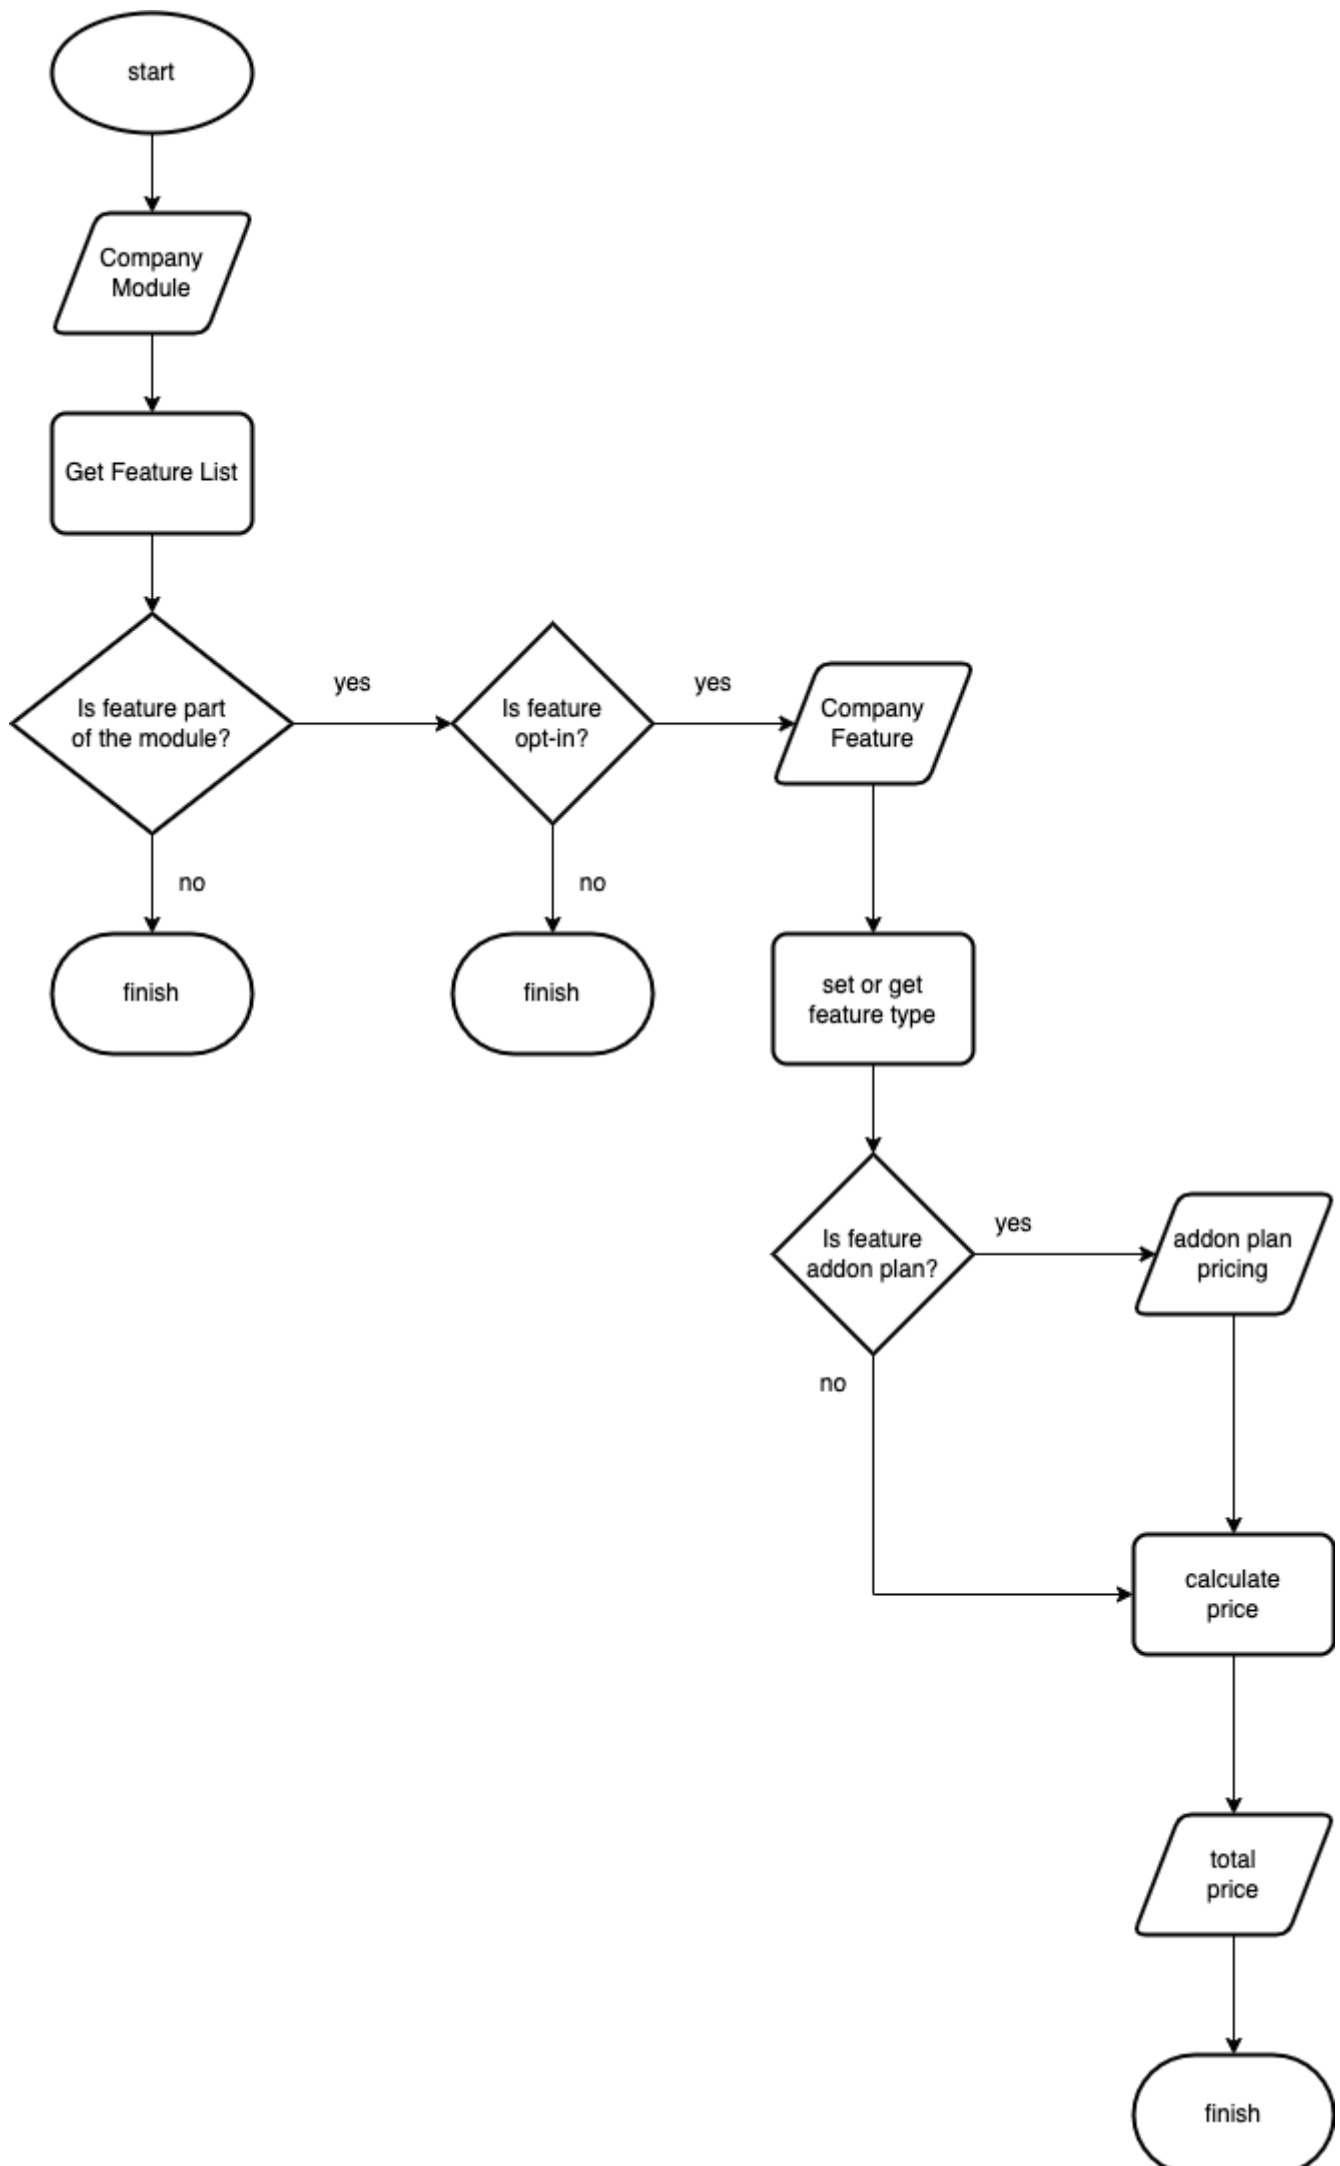 start
Company
Module
Get Feature List
Is feature part
of the module?
yes
Is feature
opt-in?
yes
Company
Feature
no
no
finish
finish
set or get
feature type
Is feature
addon plan?
yes
addon plan
pricing
no
calculate
price
total
price
finish